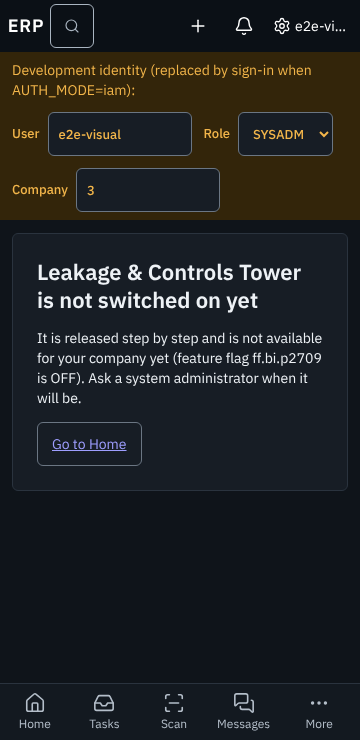 ERP
e2e-vi...
Development identity (replaced by sign-in when
AUTH_MODE=iam):
User e2e-visual Role SYSADM
Company 3
Leakage & Controls Tower
is not switched on yet
It is released step by step and is not available
for your company yet (feature flag ff.bi.p2709
is OFF). Ask a system administrator when it
will be.
Go to Home
Home Tasks Scan Messages More